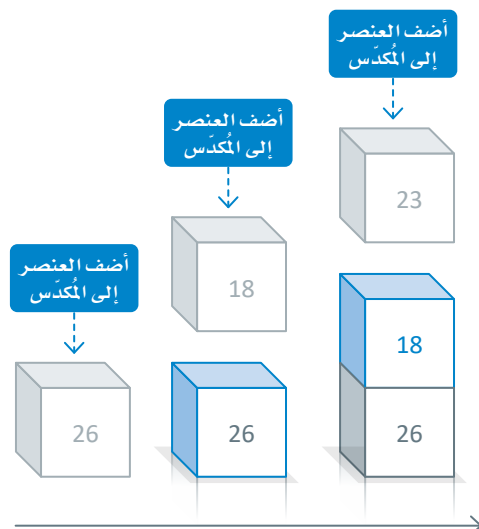 أضف العنصر
إلى المُكدّس
أضف العنصر
إلى المُكدّس
23
18
أضف العنصر
إلى المُكدّس
18
26
26
26